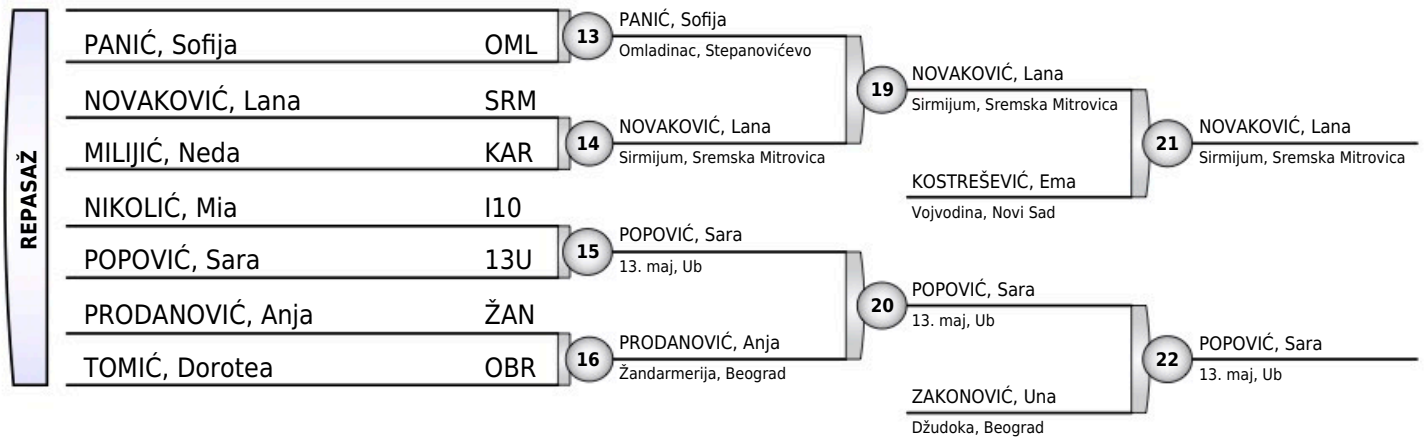 REPASAŽ
PANIĆ, Sofija OML
NOVAKOVIĆ, Lana SRM
MILIJIĆ, Neda KAR
NIKOLIĆ, Mia I10
POPOVIĆ, Sara 13U
PRODANOVIĆ, Anja ŽAN
TOMIĆ, Dorotea OBR
13
PANIĆ, Sofija
Omladinac, Stepanovićevo
14
NOVAKOVIĆ, Lana
Sirmijum, Sremska Mitrovica
15
POPOVIĆ, Sara
13. maj, Ub
16
PRODANOVIĆ, Anja
Žandarmerija, Beograd
19
NOVAKOVIĆ, Lana
Sirmijum, Sremska Mitrovica
KOSTREŠEVIĆ, Ema
Vojvodina, Novi Sad
20
POPOVIĆ, Sara
13. maj, Ub
ZAKONOVIĆ, Una
Džudoka, Beograd
21
NOVAKOVIĆ, Lana
Sirmijum, Sremska Mitrovica
22
POPOVIĆ, Sara
13. maj, Ub